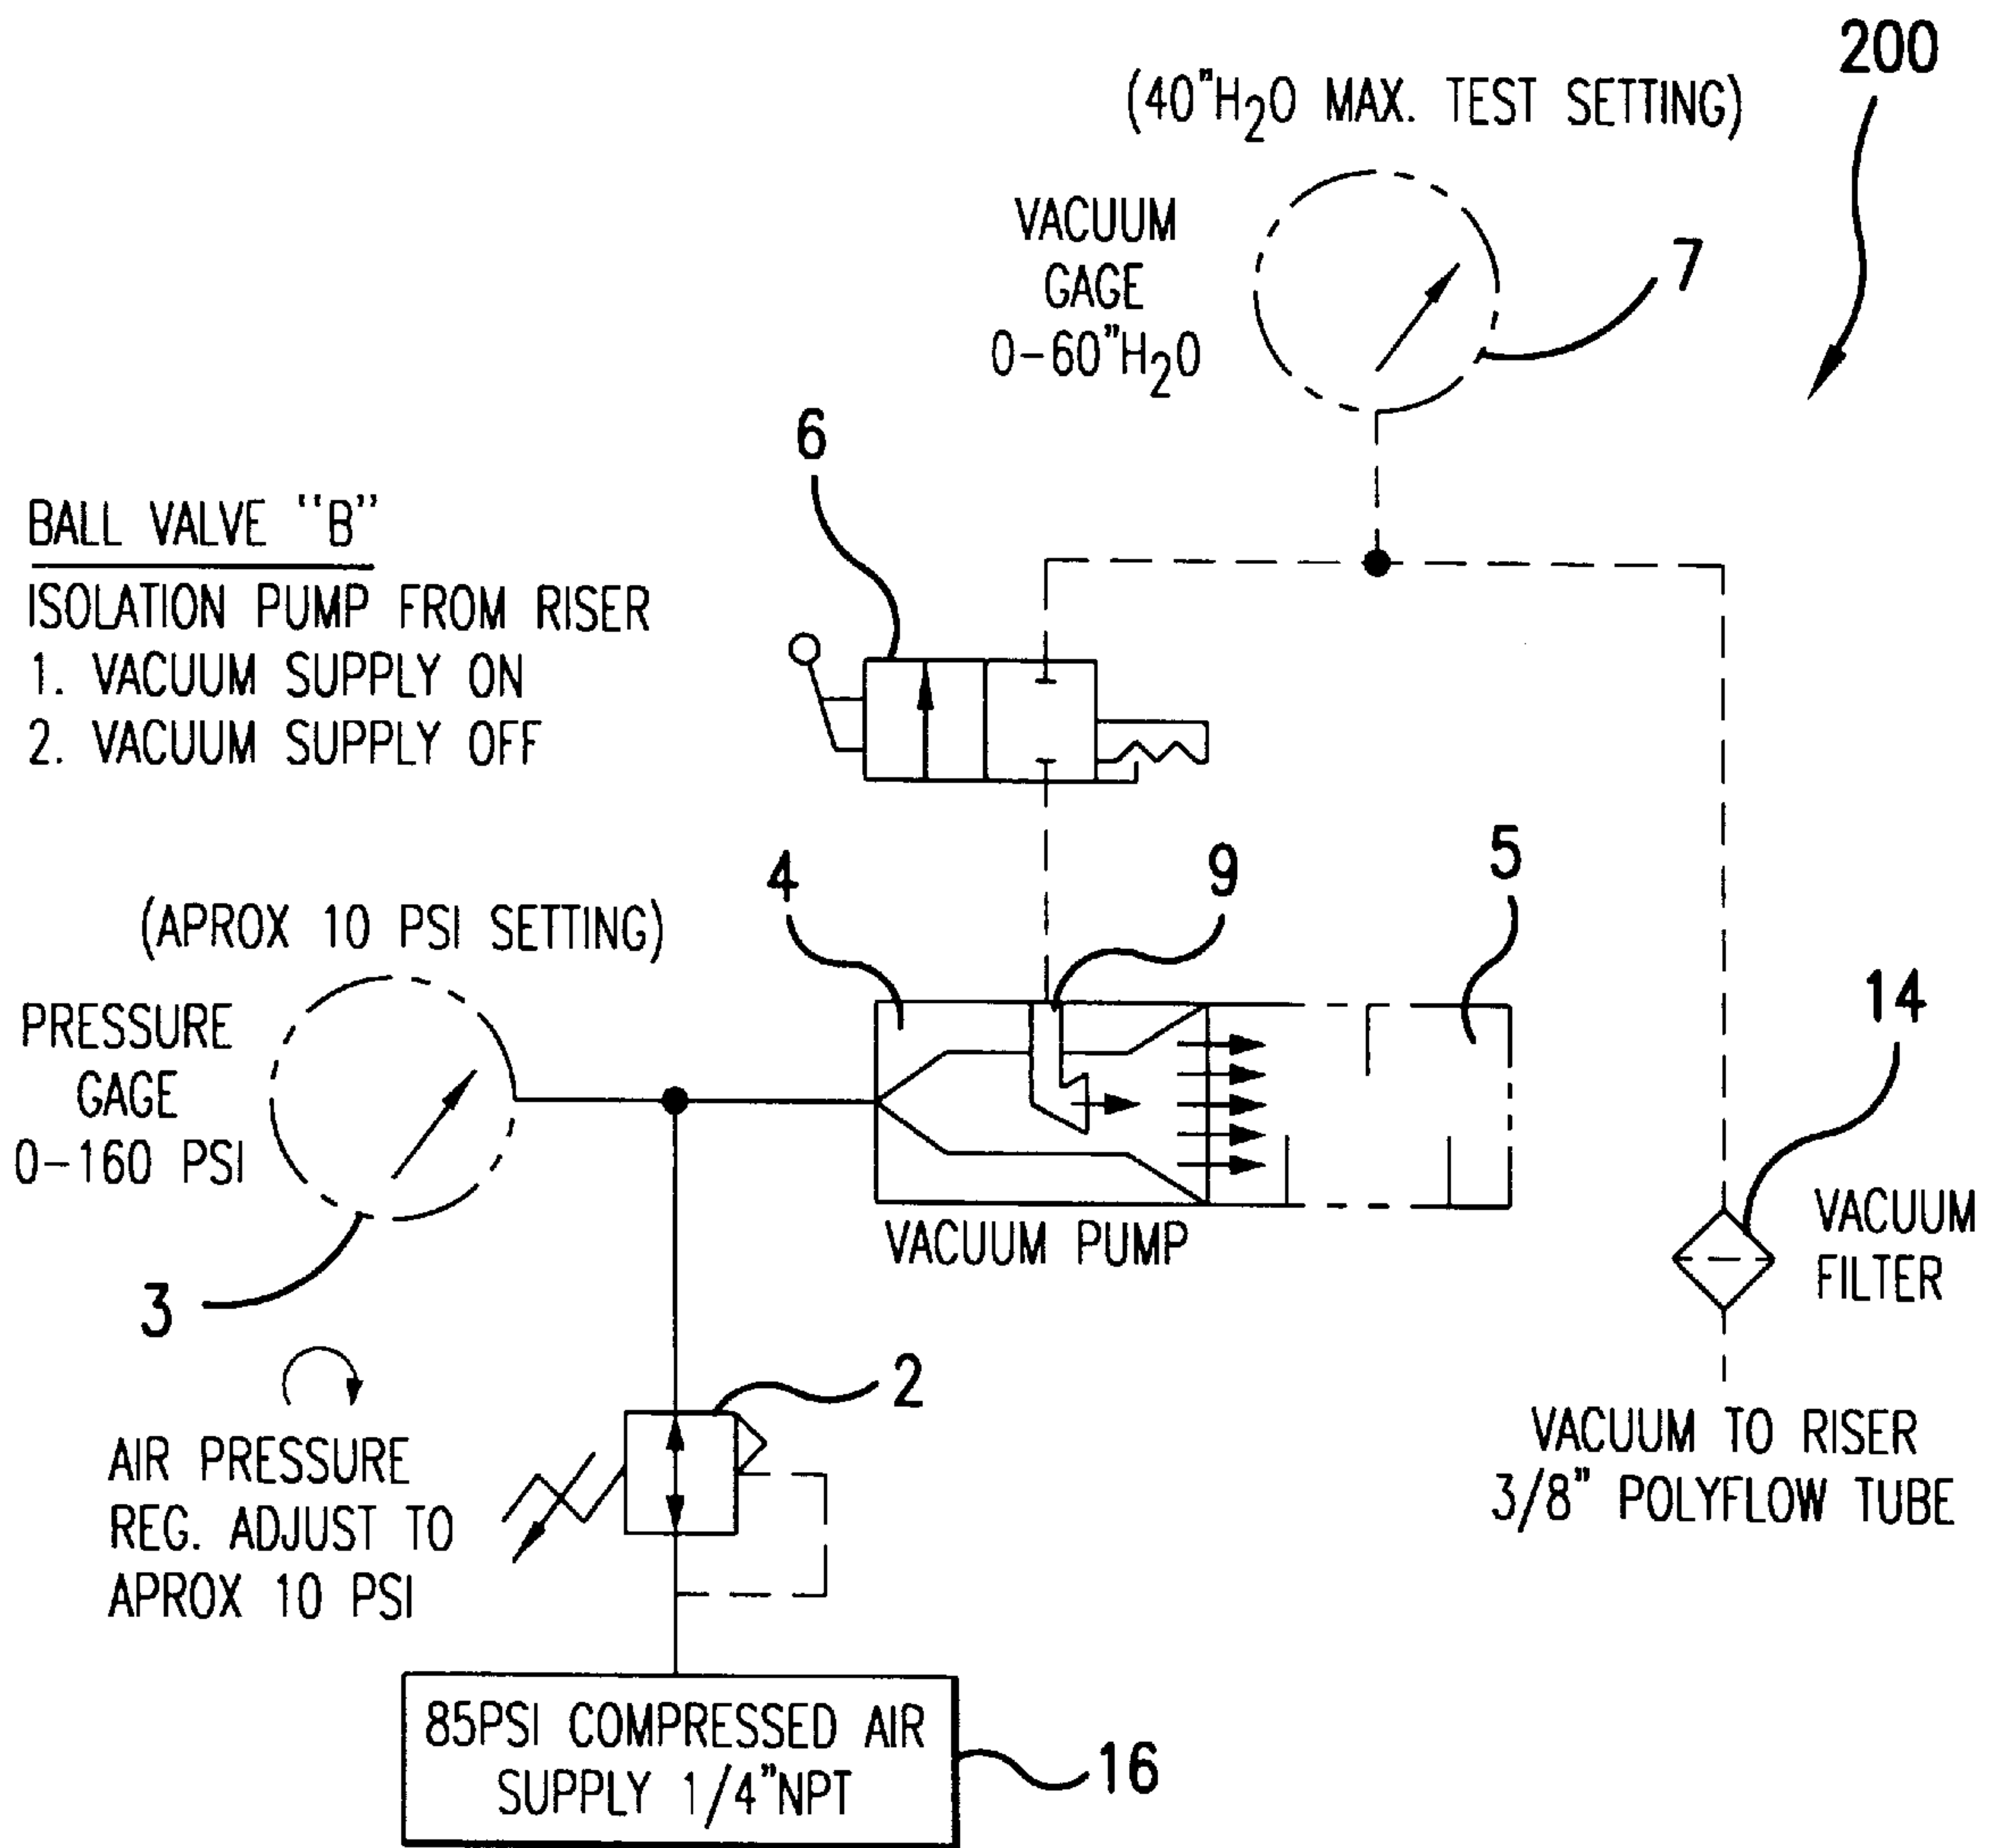 200
(40"H₂O MAX. TEST SETTING)
VACUUM
GAGE
0-60"H₂O
7
6
BALL VALVE "B"
ISOLATION PUMP FROM RISER
1. VACUUM SUPPLY ON
2. VACUUM SUPPLY OFF
4
9
5
(APROX 10 PSI SETTING)
PRESSURE
GAGE
0-160 PSI
3
14
VACUUM PUMP
VACUUM
FILTER
2
AIR PRESSURE
REG. ADJUST TO
APROX 10 PSI
VACUUM TO RISER
3/8" POLYFLOW TUBE
85PSI COMPRESSED AIR
SUPPLY 1/4"NPT
16